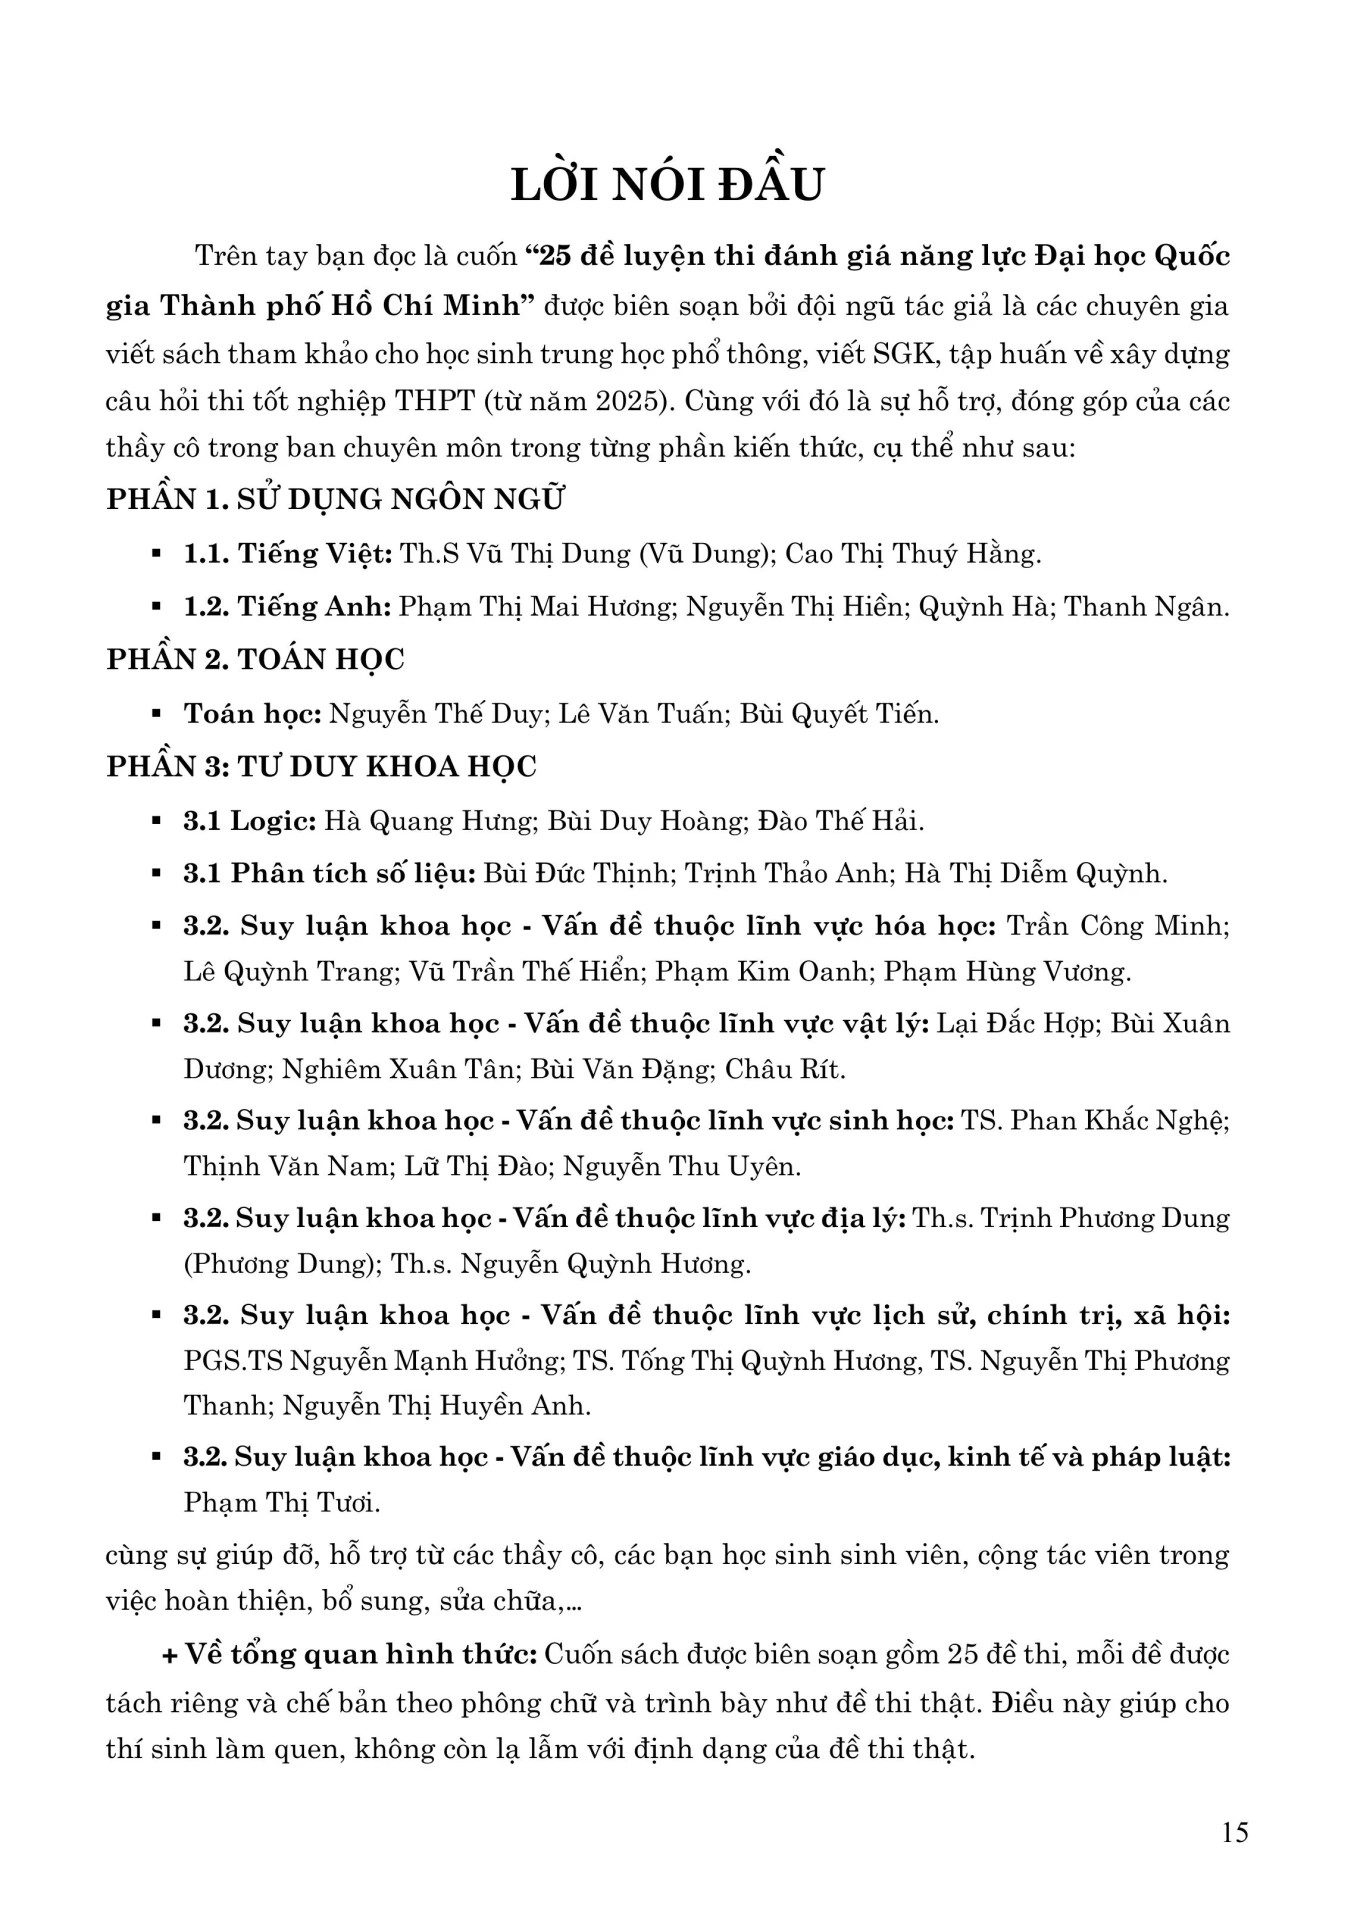 LỜI NÓI ĐẦU
Trên tay bạn đọc là cuốn “25 đề luyện thi đánh giá năng lực Đại học Quốc
gia Thành phố Hồ Chí Minh” được biên soạn bởi đội ngũ tác giả là các chuyên gia
viết sách tham khảo cho học sinh trung học phổ thông, viết SGK, tập huấn về xây dựng
câu hỏi thi tốt nghiệp THPT (từ năm 2025). Cùng với đó là sự hỗ trợ, đóng góp của các
thầy cô trong ban chuyên môn trong từng phần kiến thức, cụ thể như sau:
PHẦN 1. SỬ DỤNG NGÔN NGỮ
▪ 1.1. Tiếng Việt: Th.S Vũ Thị Dung (Vũ Dung); Cao Thị Thuý Hằng.
▪ 1.2. Tiếng Anh: Phạm Thị Mai Hương; Nguyễn Thị Hiền; Quỳnh Hà; Thanh Ngân.
PHẦN 2. TOÁN HỌC
▪ Toán học: Nguyễn Thế Duy; Lê Văn Tuấn; Bùi Quyết Tiến.
PHẦN 3: TƯ DUY KHOA HỌC
▪ 3.1 Logic: Hà Quang Hưng; Bùi Duy Hoàng; Đào Thế Hải.
▪ 3.1 Phân tích số liệu: Bùi Đức Thịnh; Trịnh Thảo Anh; Hà Thị Diễm Quỳnh.
▪ 3.2. Suy luận khoa học - Vấn đề thuộc lĩnh vực hóa học: Trần Công Minh;
Lê Quỳnh Trang; Vũ Trần Thế Hiển; Phạm Kim Oanh; Phạm Hùng Vương.
▪ 3.2. Suy luận khoa học - Vấn đề thuộc lĩnh vực vật lý: Lại Đắc Hợp; Bùi Xuân
Dương; Nghiêm Xuân Tân; Bùi Văn Đặng; Châu Rít.
▪ 3.2. Suy luận khoa học - Vấn đề thuộc lĩnh vực sinh học: TS. Phan Khắc Nghệ;
Thịnh Văn Nam; Lữ Thị Đào; Nguyễn Thu Uyên.
▪ 3.2. Suy luận khoa học - Vấn đề thuộc lĩnh vực địa lý: Th.s. Trịnh Phương Dung
(Phương Dung); Th.s. Nguyễn Quỳnh Hương.
▪ 3.2. Suy luận khoa học - Vấn đề thuộc lĩnh vực lịch sử, chính trị, xã hội:
PGS.TS Nguyễn Mạnh Hưởng; TS. Tống Thị Quỳnh Hương, TS. Nguyễn Thị Phương
Thanh; Nguyễn Thị Huyền Anh.
▪ 3.2. Suy luận khoa học - Vấn đề thuộc lĩnh vực giáo dục, kinh tế và pháp luật:
Phạm Thị Tươi.
cùng sự giúp đỡ, hỗ trợ từ các thầy cô, các bạn học sinh sinh viên, cộng tác viên trong
việc hoàn thiện, bổ sung, sửa chữa,…
+ Về tổng quan hình thức: Cuốn sách được biên soạn gồm 25 đề thi, mỗi đề được
tách riêng và chế bản theo phông chữ và trình bày như đề thi thật. Điều này giúp cho
thí sinh làm quen, không còn lạ lẫm với định dạng của đề thi thật.
15